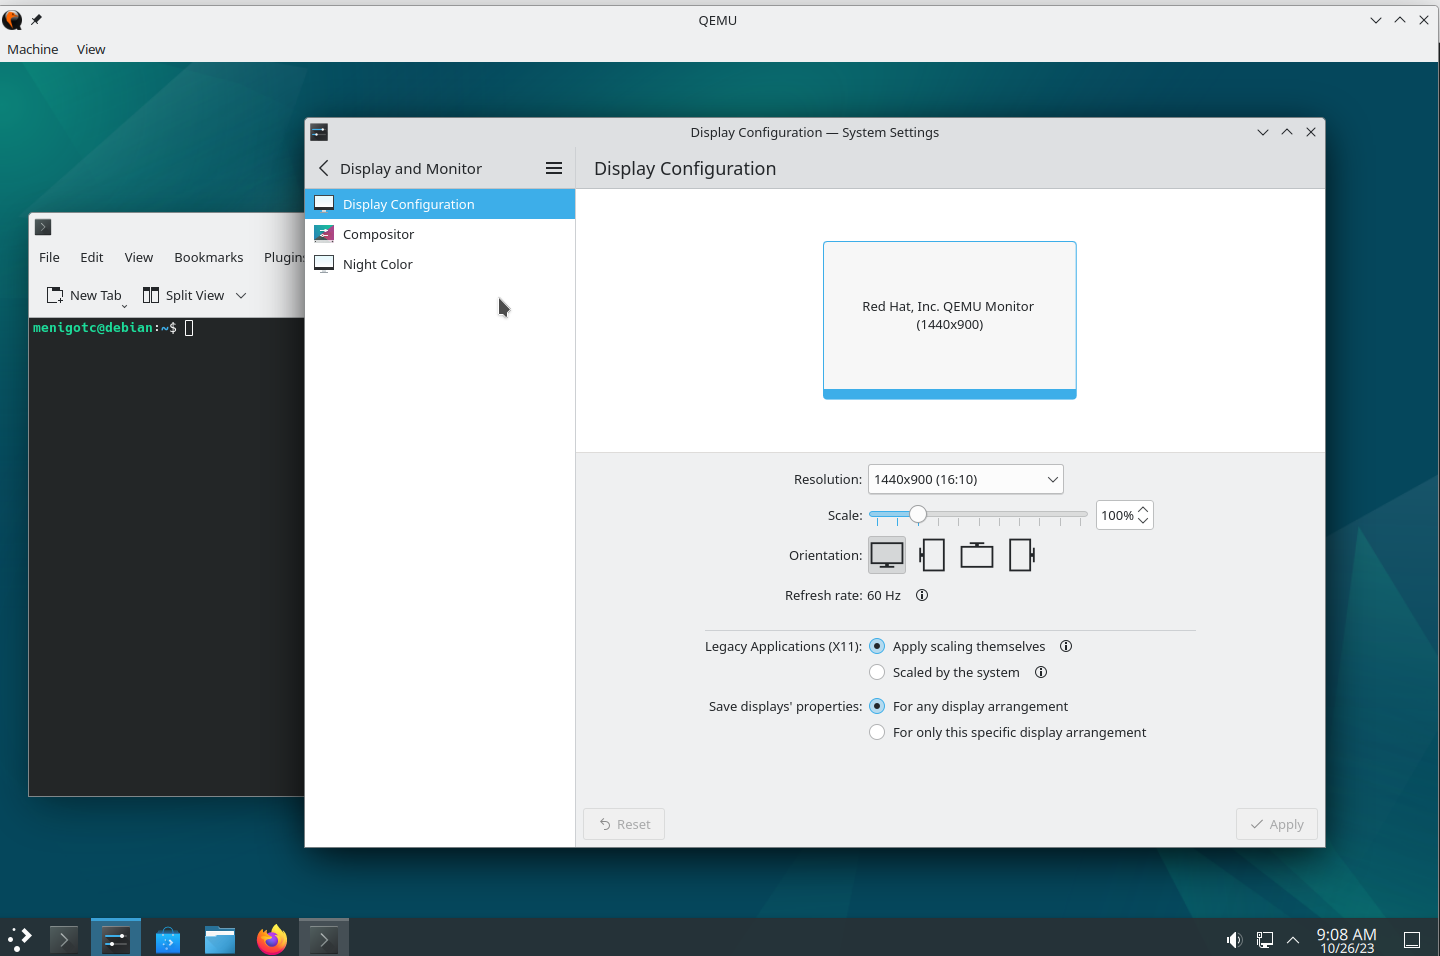 QEMU
Machine View
Display Configuration — System Settings
Display and Monitor
Display Configuration
Display Configuration
Compositor
Night Color
File Edit View Bookmarks Plugins
New Tab Split View
menigotc@debian:~$
Red Hat, Inc. QEMU Monitor
(1440x900)
Resolution: 1440x900 (16:10)
Scale: 100%
Orientation:
Refresh rate: 60 Hz
Legacy Applications (X11): Apply scaling themselves
Scaled by the system
Save displays' properties: For any display arrangement
For only this specific display arrangement
Reset Apply
9:08 AM
10/26/23